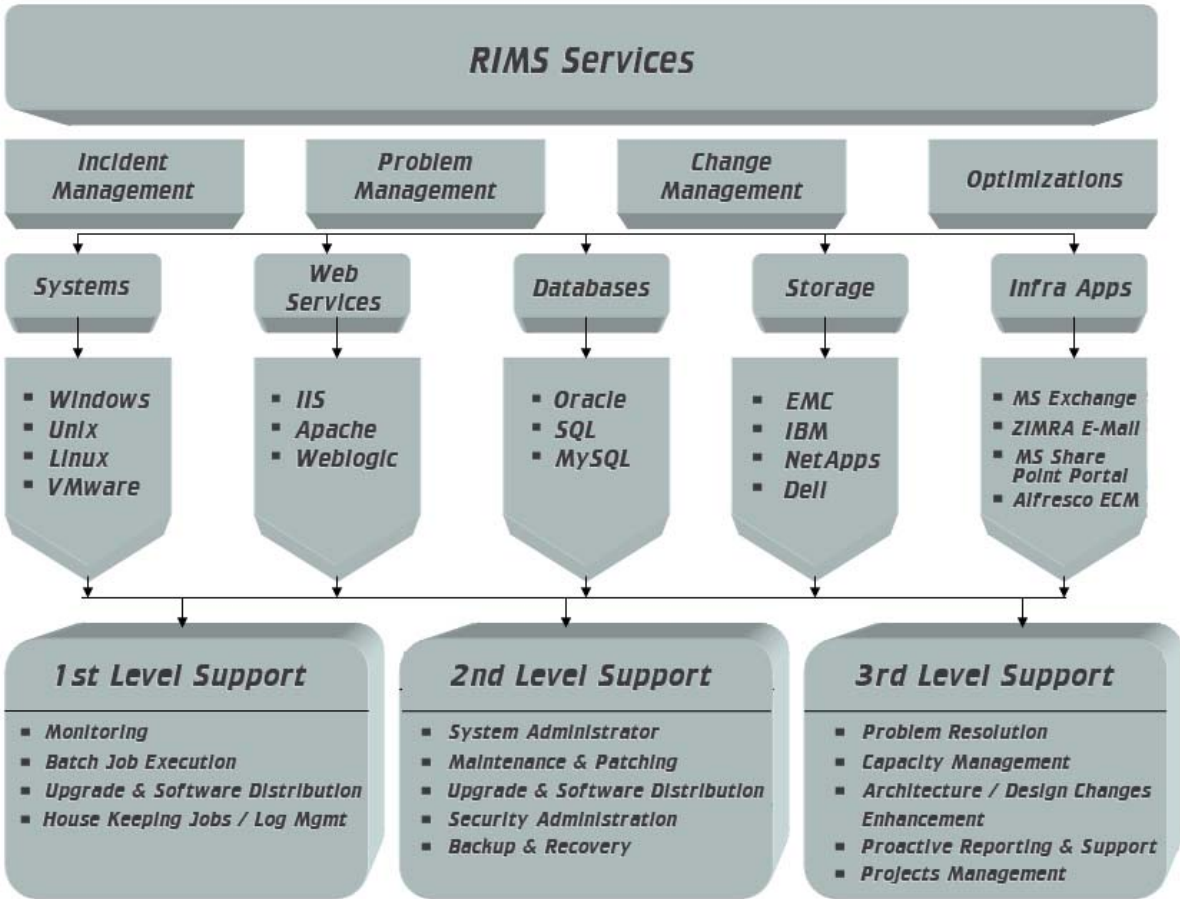 RIMS Services
Incident
Management
Problem
Management
Change
Management
Optimizations
Systems
Web
Services
Databases
Storage
Infra Apps
▪ Windows
▪ Unix
▪ Linux
▪ VMware
▪ IIS
▪ Apache
▪ Weblogic
▪ Oracle
▪ SQL
▪ MySQL
▪ EMC
▪ IBM
▪ NetApps
▪ Dell
▪ MS Exchange
▪ ZIMRA E-Mail
▪ MS Share
Point Portal
▪ Alfresco ECM
1st Level Support
▪ Monitoring
▪ Batch Job Execution
▪ Upgrade & Software Distribution
▪ House Keeping Jobs / Log Mgmt
2nd Level Support
▪ System Administrator
▪ Maintenance & Patching
▪ Upgrade & Software Distribution
▪ Security Administration
▪ Backup & Recovery
3rd Level Support
▪ Problem Resolution
▪ Capacity Management
▪ Architecture / Design Changes
Enhancement
▪ Proactive Reporting & Support
▪ Projects Management